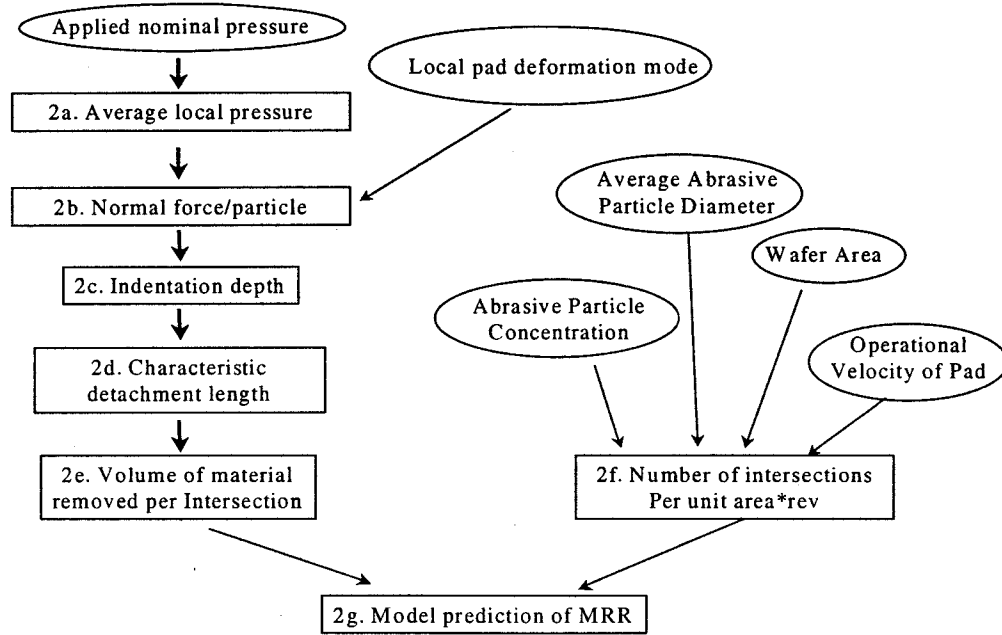 Applied nominal pressure
Local pad deformation mode
2a. Average local pressure
2b. Normal force/particle
Average Abrasive
Particle Diameter
Wafer Area
2c. Indentation depth
Abrasive Particle
Concentration
Operational
Velocity of Pad
2d. Characteristic
detachment length
2e. Volume of material
removed per Intersection
2f. Number of intersections
Per unit area*rev
2g. Model prediction of MRR